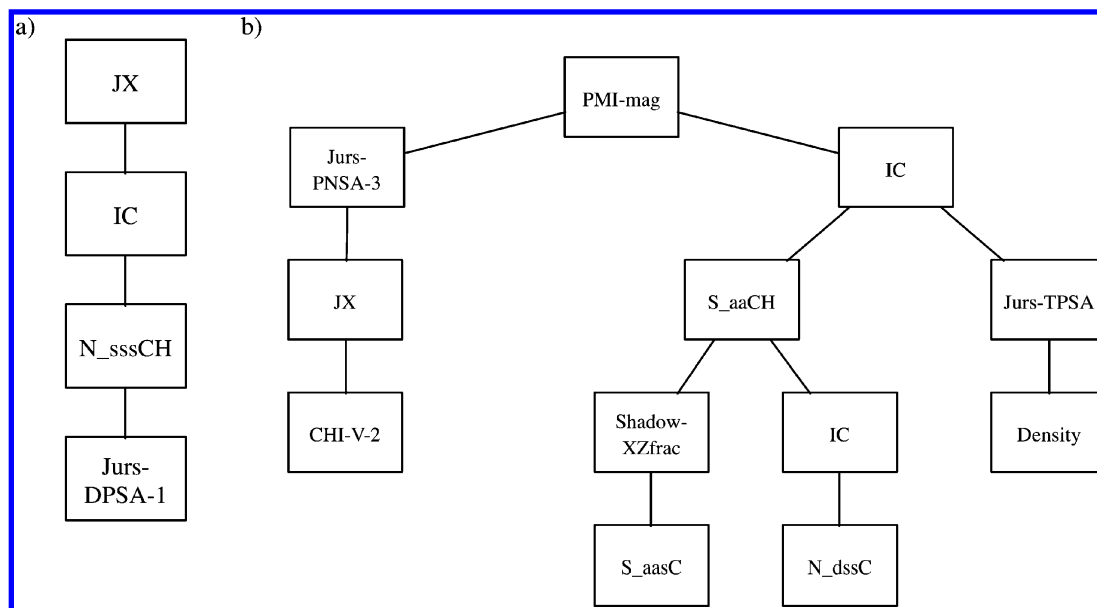 a)
JX
IC
N_sssCH
Jurs-
DPSA-1
b)
PMI-mag
Jurs-
PNSA-3
IC
JX
S_aaCH
Jurs-TPSA
CHI-V-2
Shadow-
XZfrac
IC
Density
S_aasC
N_dssC